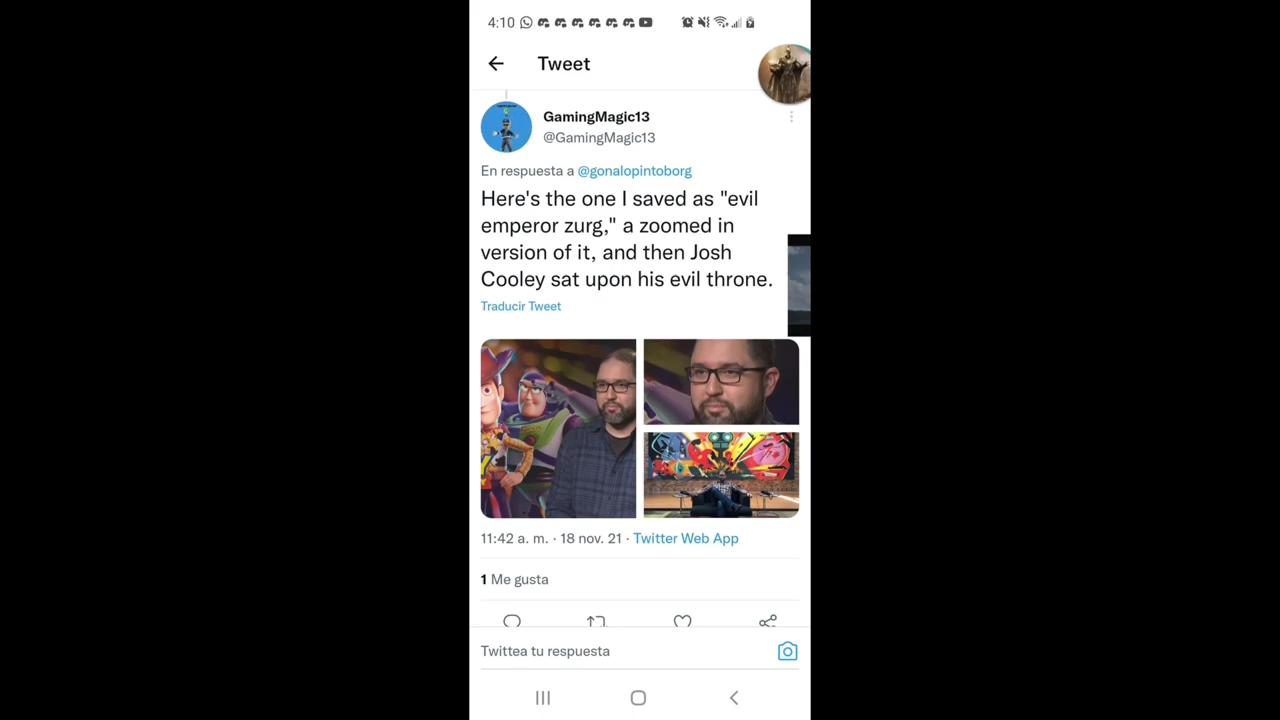 4:10
Tweet
GamingMagic13
@GamingMagic13
En respuesta a @gonalopintoborg
Here's the one I saved as "evil
emperor zurg," a zoomed in
version of it, and then Josh
Cooley sat upon his evil throne.
Traducir Tweet
11:42 a. m. · 18 nov. 21 · Twitter Web App
1 Me gusta
Twittea tu respuesta